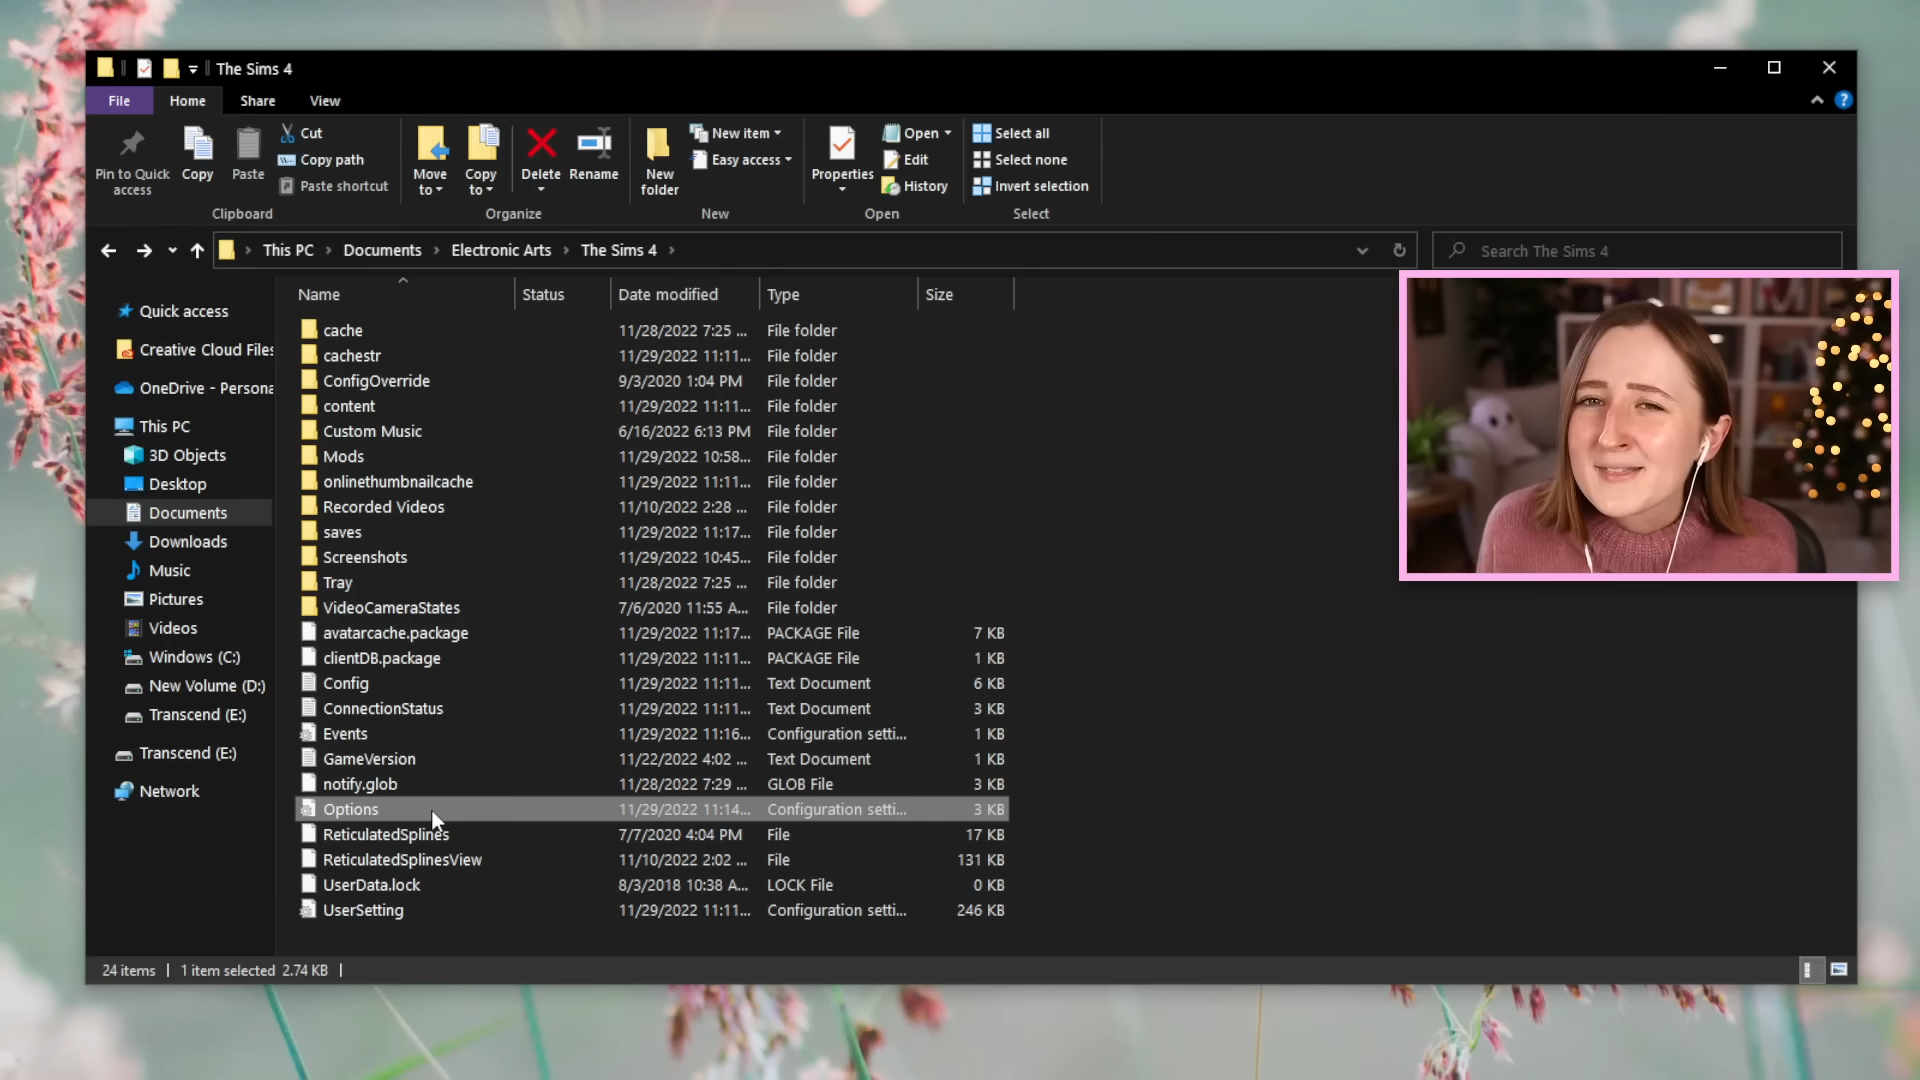 The Sims 4
File Home Share View
Pin to Quick access
Copy
Paste
Cut
Copy path
Paste shortcut
Clipboard
Move to
Copy to
Delete
Rename
Organize
New folder
New item
Easy access
New
Properties
Open
Edit
History
Open
Select all
Select none
Invert selection
Select
This PC Documents Electronic Arts The Sims 4
Search The Sims 4
Quick access
Creative Cloud Files
OneDrive - Persona
This PC
3D Objects
Desktop
Documents
Downloads
Music
Pictures
Videos
Windows (C:)
New Volume (D:)
Transcend (E:)
Transcend (E:)
Network
Name Status Date modified Type Size
cache 11/28/2022 7:25 ... File folder
cachestr 11/29/2022 11:11... File folder
ConfigOverride 9/3/2020 1:04 PM File folder
content 11/29/2022 11:11... File folder
Custom Music 6/16/2022 6:13 PM File folder
Mods 11/29/2022 10:58... File folder
onlinethumbnailcache 11/29/2022 11:11... File folder
Recorded Videos 11/10/2022 2:28 ... File folder
saves 11/29/2022 11:17... File folder
Screenshots 11/29/2022 10:45... File folder
Tray 11/28/2022 7:25 ... File folder
VideoCameraStates 7/6/2020 11:55 A... File folder
avatarcache.package 11/29/2022 11:17... PACKAGE File 7 KB
clientDB.package 11/29/2022 11:11... PACKAGE File 1 KB
Config 11/29/2022 11:11... Text Document 6 KB
ConnectionStatus 11/29/2022 11:11... Text Document 3 KB
Events 11/29/2022 11:16... Configuration setti... 1 KB
GameVersion 11/22/2022 4:02 ... Text Document 1 KB
notify.glob 11/28/2022 7:29 ... GLOB File 3 KB
Options 11/29/2022 11:14... Configuration setti... 3 KB
ReticulatedSplines 7/7/2020 4:04 PM File 17 KB
ReticulatedSplinesView 11/10/2022 2:02 ... File 131 KB
UserData.lock 8/3/2018 10:38 A... LOCK File 0 KB
UserSetting 11/29/2022 11:11... Configuration setti... 246 KB
24 items 1 item selected 2.74 KB